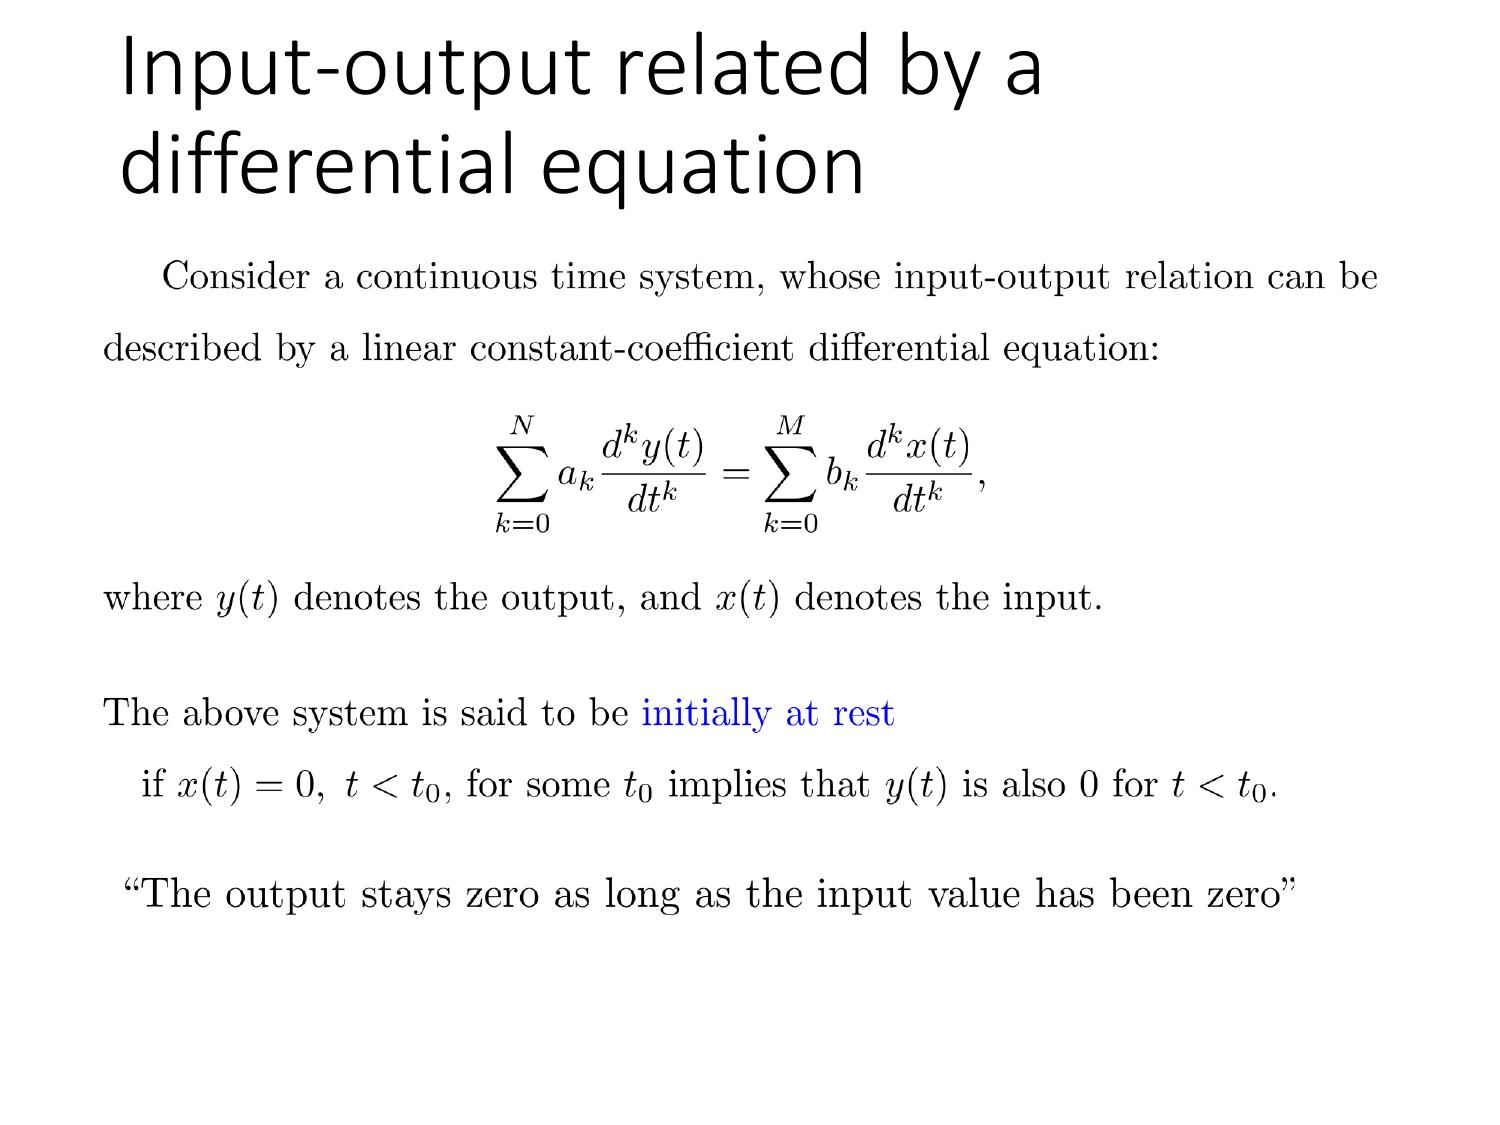 Input-output related by a
differential equation
Consider a continuous time system, whose input-output relation can be
described by a linear constant-coefficient differential equation:
$\sum_{k=0}^{N} a_k \frac{d^k y(t)}{dt^k} = \sum_{k=0}^{M} b_k \frac{d^k x(t)}{dt^k},$
where y(t) denotes the output, and x(t) denotes the input.
The above system is said to be initially at rest
if x(t) = 0, t < t₀, for some t₀ implies that y(t) is also 0 for t < t₀.
“The output stays zero as long as the input value has been zero”